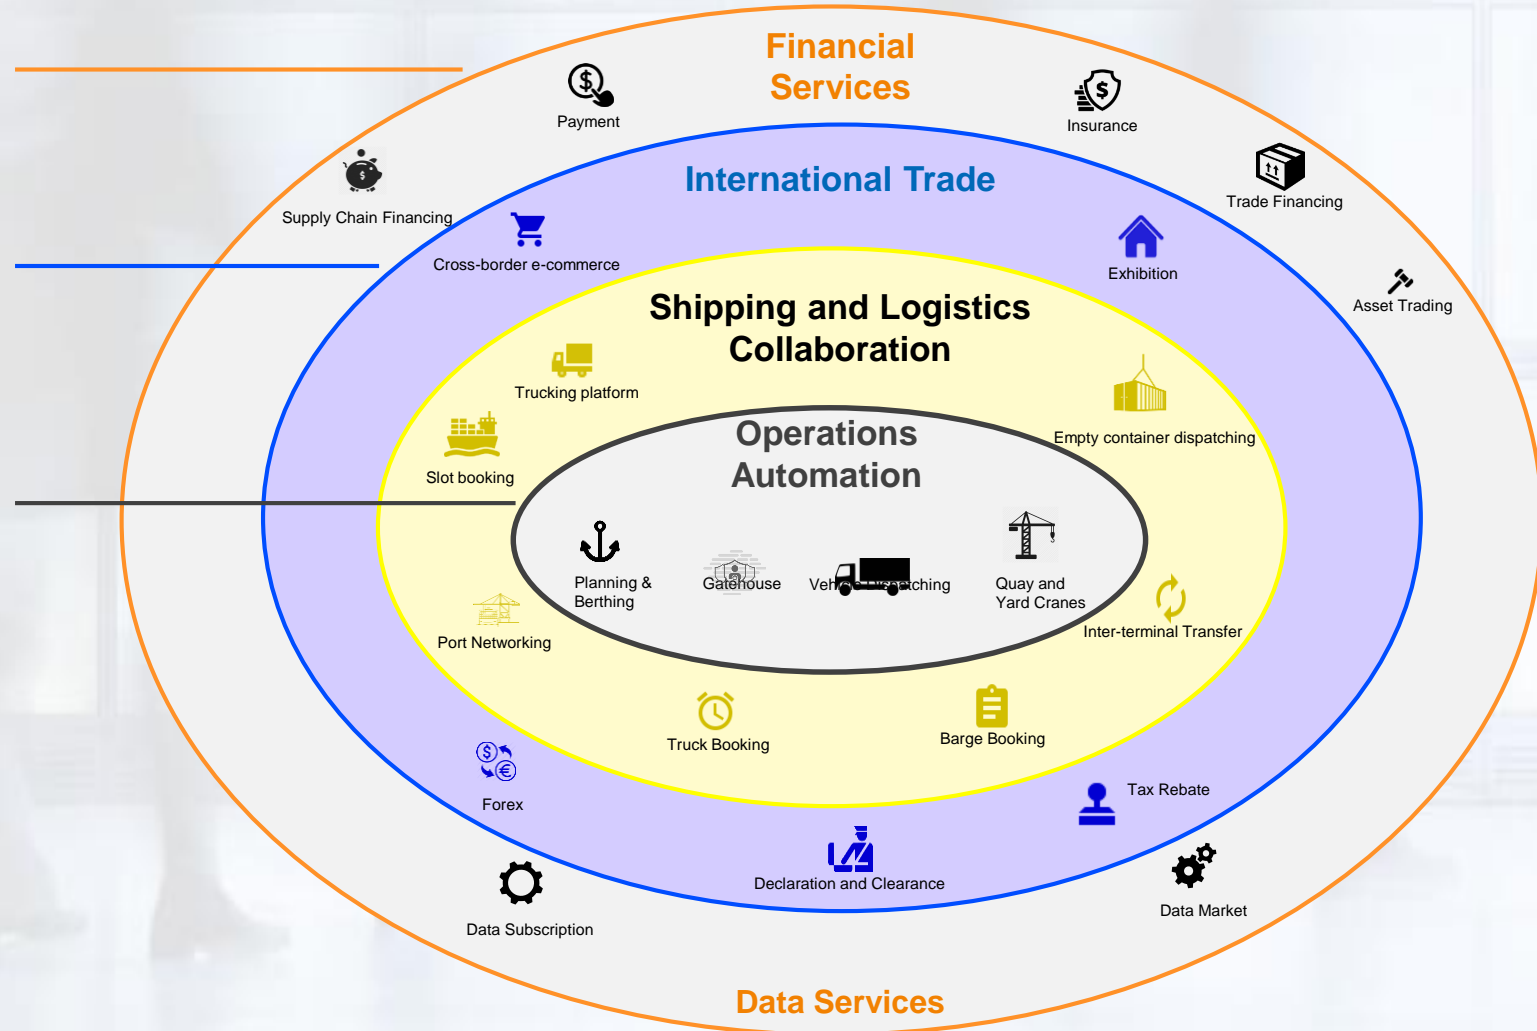 Financial
Services
Payment
Insurance
Supply Chain Financing
Trade Financing
International Trade
Cross-border e-commerce
Exhibition
Asset Trading
Shipping and Logistics
Collaboration
Trucking platform
Empty container dispatching
Slot booking
Operations
Automation
Planning &
Berthing
Gatehouse
Vehicle Dispatching
Quay and
Yard Cranes
Port Networking
Inter-terminal Transfer
Truck Booking
Barge Booking
Forex
Tax Rebate
Declaration and Clearance
Data Subscription
Data Market
Data Services